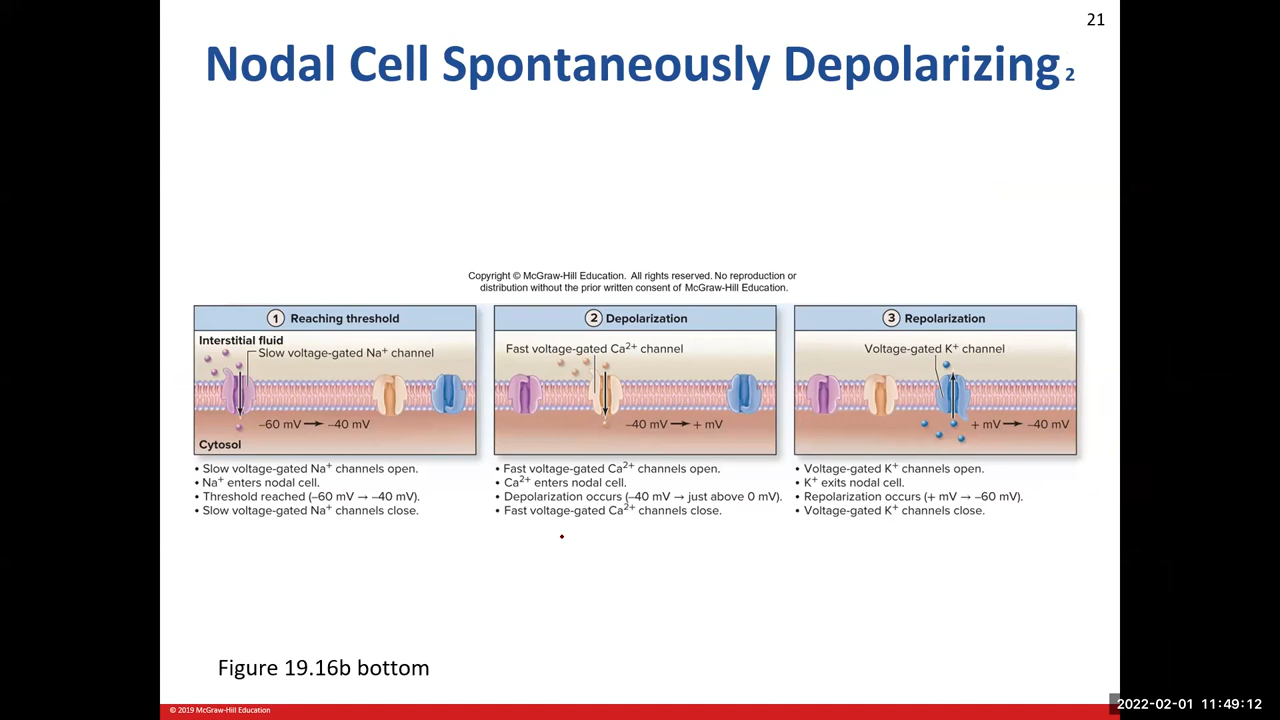 21
Nodal Cell Spontaneously Depolarizing 2
Copyright © McGraw-Hill Education. All rights reserved. No reproduction or
distribution without the prior written consent of McGraw-Hill Education.
1 Reaching threshold
Interstitial fluid
Slow voltage-gated Na⁺ channel
–60 mV → –40 mV
Cytosol
• Slow voltage-gated Na⁺ channels open.
• Na⁺ enters nodal cell.
• Threshold reached (–60 mV → –40 mV).
• Slow voltage-gated Na⁺ channels close.
2 Depolarization
Fast voltage-gated Ca²⁺ channel
–40 mV → + mV
• Fast voltage-gated Ca²⁺ channels open.
• Ca²⁺ enters nodal cell.
• Depolarization occurs (–40 mV → just above 0 mV).
• Fast voltage-gated Ca²⁺ channels close.
3 Repolarization
Voltage-gated K⁺ channel
+ mV → –40 mV
• Voltage-gated K⁺ channels open.
• K⁺ exits nodal cell.
• Repolarization occurs (+ mV → –60 mV).
• Voltage-gated K⁺ channels close.
Figure 19.16b bottom
© 2019 McGraw-Hill Education
2022-02-01 11:49:12